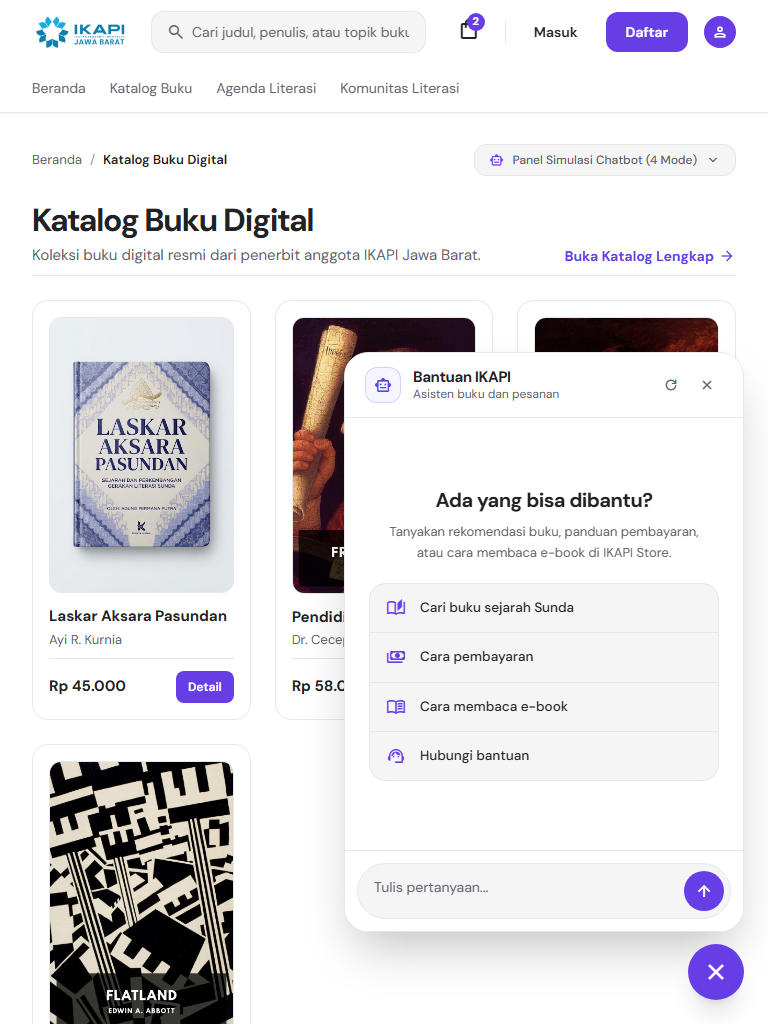 IKAPI
JAWA BARAT
Cari judul, penulis, atau topik buku
2
Masuk
Daftar
Beranda
Katalog Buku
Agenda Literasi
Komunitas Literasi
Beranda / Katalog Buku Digital
Panel Simulasi Chatbot (4 Mode)
Katalog Buku Digital
Koleksi buku digital resmi dari penerbit anggota IKAPI Jawa Barat.
Buka Katalog Lengkap
LASKAR
AKSARA
PASUNDAN
SEJARAH DAN PERKEMBANGAN
GERAKAN LITERASI SUNDA
Laskar Aksara Pasundan
Ayi R. Kurnia
Rp 45.000
Detail
FR
Pendidi
Dr. Cecep
Rp 58.0
FLATLAND
EDWIN A. ABBOTT
Bantuan IKAPI
Asisten buku dan pesanan
Ada yang bisa dibantu?
Tanyakan rekomendasi buku, panduan pembayaran,
atau cara membaca e-book di IKAPI Store.
Cari buku sejarah Sunda
Cara pembayaran
Cara membaca e-book
Hubungi bantuan
Tulis pertanyaan...